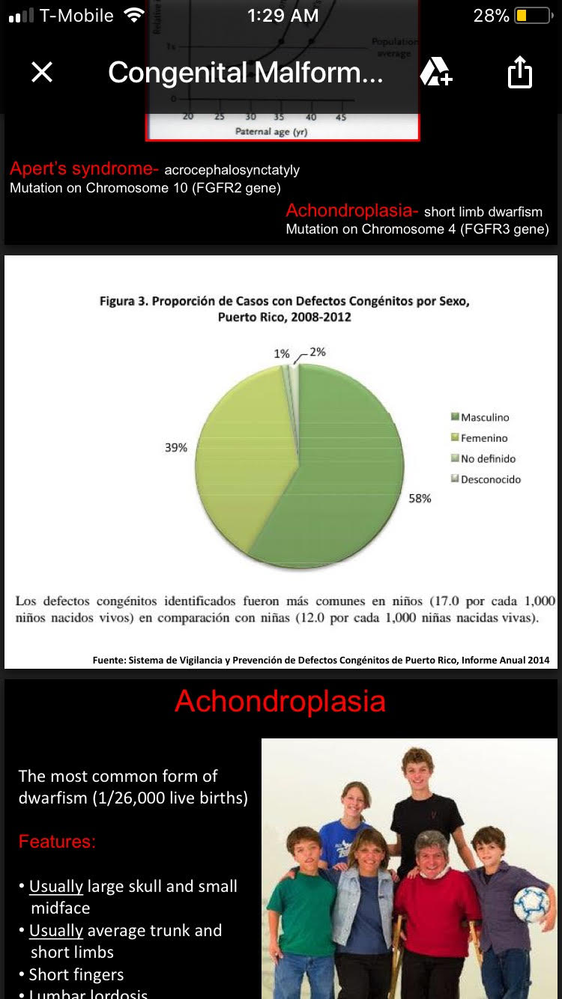 T-Mobile 1:29 AM 28%
Relative
Congenital Malform...
1x
Population
average
0
20 25 30 35 40 45
Paternal age (yr)
Apert's syndrome- acrocephalosynctatyly
Mutation on Chromosome 10 (FGFR2 gene)
Achondroplasia- short limb dwarfism
Mutation on Chromosome 4 (FGFR3 gene)
Figura 3. Proporción de Casos con Defectos Congénitos por Sexo,
Puerto Rico, 2008-2012
1% 2%
39%
58%
Masculino
Femenino
No definido
Desconocido
Los defectos congénitos identificados fueron más comunes en niños (17.0 por cada 1,000
niños nacidos vivos) en comparación con niñas (12.0 por cada 1,000 niñas nacidas vivas).
Fuente: Sistema de Vigilancia y Prevención de Defectos Congénitos de Puerto Rico, Informe Anual 2014
Achondroplasia
The most common form of
dwarfism (1/26,000 live births)
Features:
• Usually large skull and small
midface
• Usually average trunk and
short limbs
• Short fingers
• Lumbar lordosis